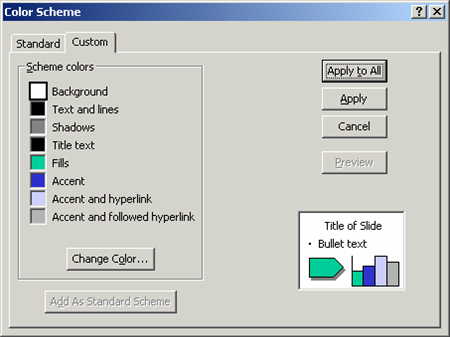 Color Scheme
Standard
Custom
Scheme colors
Background
Text and lines
Shadows
Title text
Fills
Accent
Accent and hyperlink
Accent and followed hyperlink
Change Color...
Add As Standard Scheme
Apply to All
Apply
Cancel
Preview
Title of Slide
• Bullet text